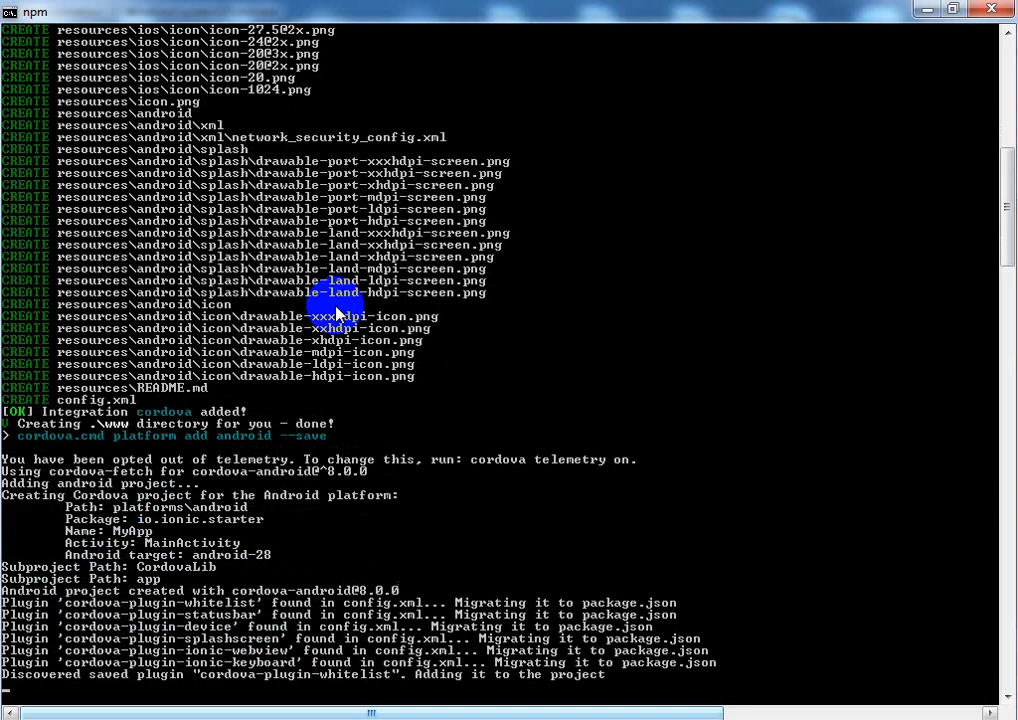 npm
CREATE resources\ios\icon\icon-27.5@2x.png
CREATE resources\ios\icon\icon-24@2x.png
CREATE resources\ios\icon\icon-20@3x.png
CREATE resources\ios\icon\icon-20@2x.png
CREATE resources\ios\icon\icon-20.png
CREATE resources\ios\icon\icon-1024.png
CREATE resources\icon.png
CREATE resources\android
CREATE resources\android\xml
CREATE resources\android\xml\network_security_config.xml
CREATE resources\android\splash
CREATE resources\android\splash\drawable-port-xxxhdpi-screen.png
CREATE resources\android\splash\drawable-port-xxhdpi-screen.png
CREATE resources\android\splash\drawable-port-xhdpi-screen.png
CREATE resources\android\splash\drawable-port-mdpi-screen.png
CREATE resources\android\splash\drawable-port-ldpi-screen.png
CREATE resources\android\splash\drawable-port-hdpi-screen.png
CREATE resources\android\splash\drawable-land-xxxhdpi-screen.png
CREATE resources\android\splash\drawable-land-xxhdpi-screen.png
CREATE resources\android\splash\drawable-land-xhdpi-screen.png
CREATE resources\android\splash\drawable-land-mdpi-screen.png
CREATE resources\android\splash\drawable-land-ldpi-screen.png
CREATE resources\android\splash\drawable-land-hdpi-screen.png
CREATE resources\android\icon
CREATE resources\android\icon\drawable-xxxhdpi-icon.png
CREATE resources\android\icon\drawable-xxhdpi-icon.png
CREATE resources\android\icon\drawable-xhdpi-icon.png
CREATE resources\android\icon\drawable-mdpi-icon.png
CREATE resources\android\icon\drawable-ldpi-icon.png
CREATE resources\android\icon\drawable-hdpi-icon.png
CREATE resources\README.md
CREATE config.xml
[OK] Integration cordova added!
V Creating .\www directory for you - done!
> cordova.cmd platform add android --save
You have been opted out of telemetry. To change this, run: cordova telemetry on.
Using cordova-fetch for cordova-android@^8.0.0
Adding android project...
Creating Cordova project for the Android platform:
Path: platforms\android
Package: io.ionic.starter
Name: MyApp
Activity: MainActivity
Android target: android-28
Subproject Path: CordovaLib
Subproject Path: app
Android project created with cordova-android@8.0.0
Plugin 'cordova-plugin-whitelist' found in config.xml... Migrating it to package.json
Plugin 'cordova-plugin-statusbar' found in config.xml... Migrating it to package.json
Plugin 'cordova-plugin-device' found in config.xml... Migrating it to package.json
Plugin 'cordova-plugin-splashscreen' found in config.xml... Migrating it to package.json
Plugin 'cordova-plugin-ionic-webview' found in config.xml... Migrating it to package.json
Plugin 'cordova-plugin-ionic-keyboard' found in config.xml... Migrating it to package.json
Discovered saved plugin "cordova-plugin-whitelist". Adding it to the project